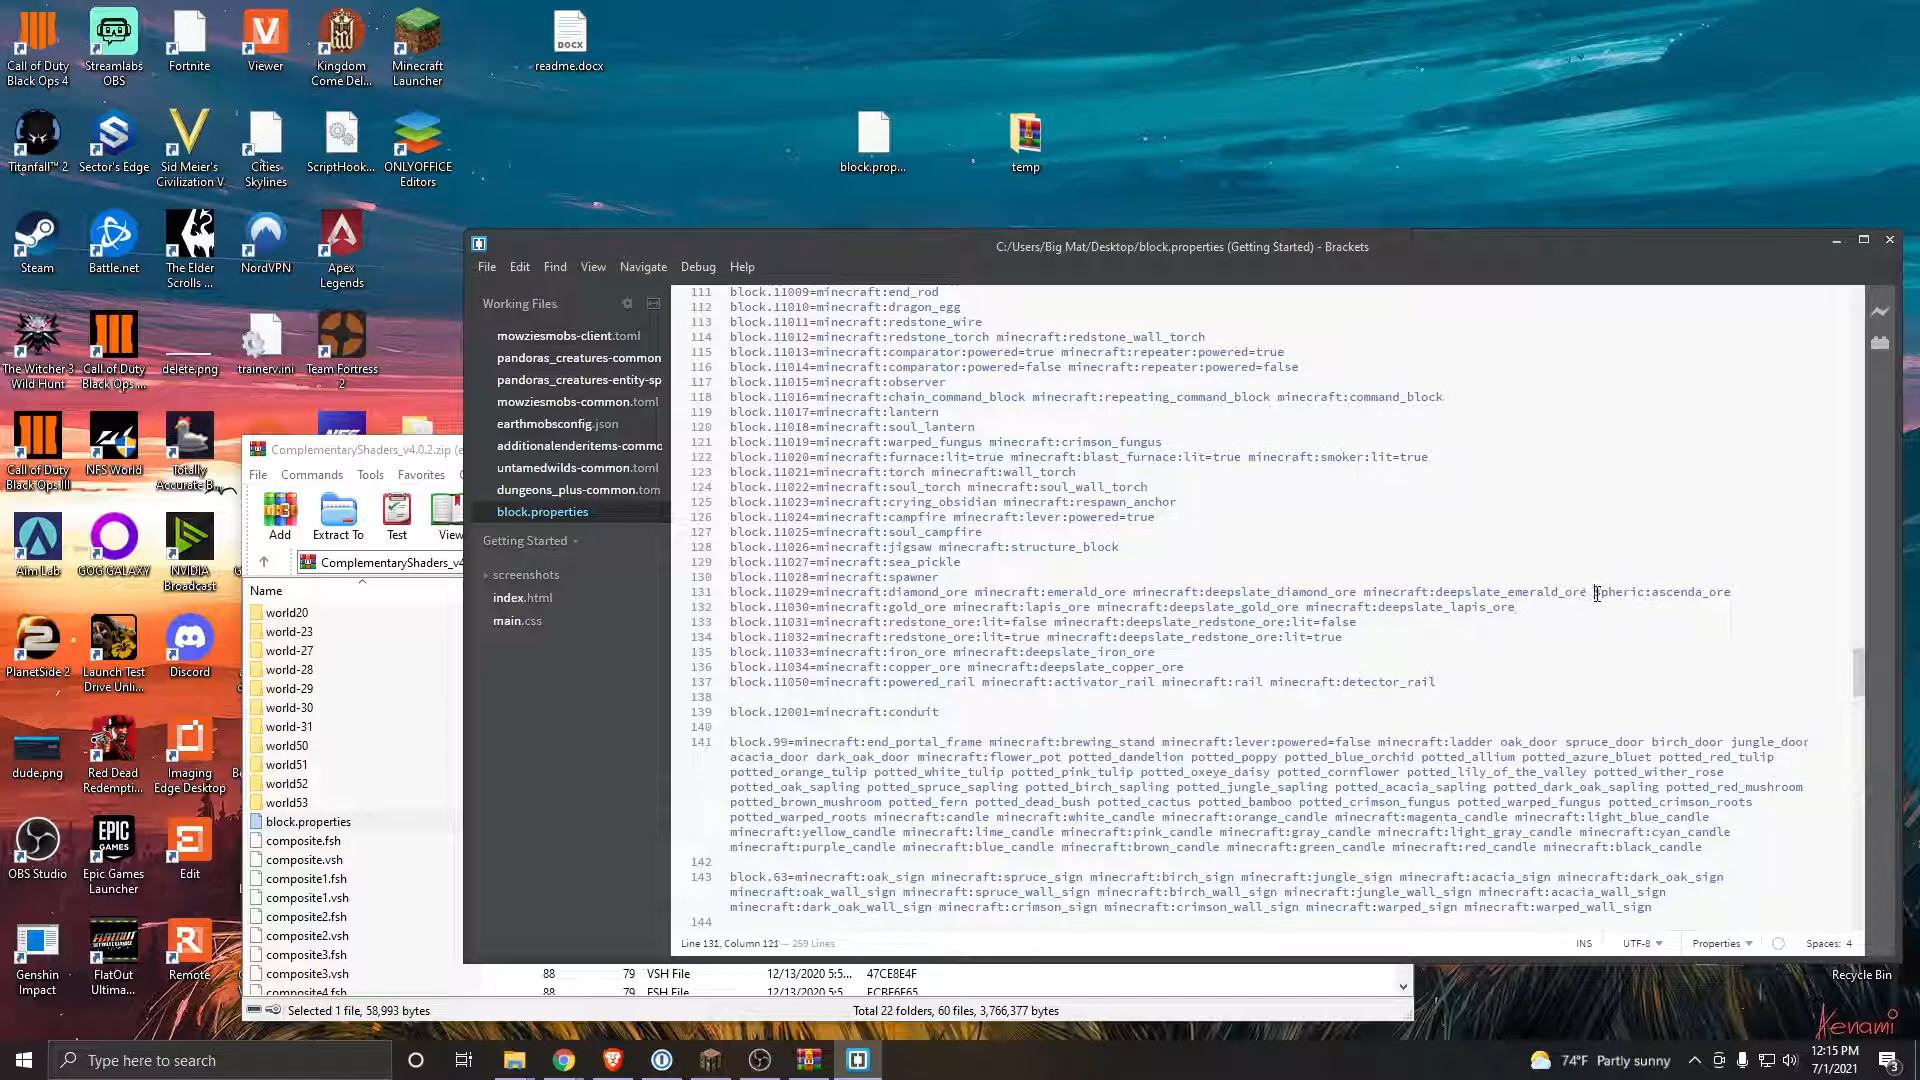 Call of Duty Black Ops 4
Streamlabs OBS
Fortnite
Viewer
Kingdom Come Del...
Minecraft Launcher
readme.docx
DOCX
Titanfall™ 2
Sector's Edge
Sid Meier's Civilization V
Cities Skylines
ScriptHook...
ONLYOFFICE Editors
block.prop...
temp
Steam
Battle.net
The Elder Scrolls ...
NordVPN
Apex Legends
The Witcher 3 Wild Hunt
Call of Duty Black Ops ...
delete.png
trainerv.ini
Team Fortress 2
Call of Duty Black Ops III
NFS World
Totally Accurate B...
Aim Lab
GOG GALAXY
NVIDIA Broadcast
PlanetSide 2
Launch Test Drive Unli...
Discord
dude.png
Red Dead Redempti...
Imaging Edge Desktop
OBS Studio
Epic Games Launcher
Edit
Genshin Impact
FlatOut Ultima...
Remote
Recycle Bin
ComplementaryShaders_v4.0.2.zip (e
File Commands Tools Favorites
Add
Extract To
Test
View
ComplementaryShaders_v4
Name
world20
world-23
world-27
world-28
world-29
world-30
world-31
world50
world51
world52
world53
block.properties
composite.fsh
composite.vsh
composite1.fsh
composite1.vsh
composite2.fsh
composite2.vsh
composite3.fsh
composite3.vsh
composite4.fsh
88 79 VSH File 12/13/2020 5:5... 47CE8E4F
88 79 FSH File 12/13/2020 5:5 ECBF6F65
Selected 1 file, 58,993 bytes
Total 22 folders, 60 files, 3,766,377 bytes
C:/Users/Big Mat/Desktop/block.properties (Getting Started) - Brackets
File Edit Find View Navigate Debug Help
Working Files
mowziesmobs-client.toml
pandoras_creatures-common
pandoras_creatures-entity-sp
mowziesmobs-common.toml
earthmobsconfig.json
additionalenderitems-commo
untamedwilds-common.toml
dungeons_plus-common.tom
block.properties
Getting Started
screenshots
index.html
main.css
111 block.11009=minecraft:end_rod
112 block.11010=minecraft:dragon_egg
113 block.11011=minecraft:redstone_wire
114 block.11012=minecraft:redstone_torch minecraft:redstone_wall_torch
115 block.11013=minecraft:comparator:powered=true minecraft:repeater:powered=true
116 block.11014=minecraft:comparator:powered=false minecraft:repeater:powered=false
117 block.11015=minecraft:observer
118 block.11016=minecraft:chain_command_block minecraft:repeating_command_block minecraft:command_block
119 block.11017=minecraft:lantern
120 block.11018=minecraft:soul_lantern
121 block.11019=minecraft:warped_fungus minecraft:crimson_fungus
122 block.11020=minecraft:furnace:lit=true minecraft:blast_furnace:lit=true minecraft:smoker:lit=true
123 block.11021=minecraft:torch minecraft:wall_torch
124 block.11022=minecraft:soul_torch minecraft:soul_wall_torch
125 block.11023=minecraft:crying_obsidian minecraft:respawn_anchor
126 block.11024=minecraft:campfire minecraft:lever:powered=true
127 block.11025=minecraft:soul_campfire
128 block.11026=minecraft:jigsaw minecraft:structure_block
129 block.11027=minecraft:sea_pickle
130 block.11028=minecraft:spawner
131 block.11029=minecraft:diamond_ore minecraft:emerald_ore minecraft:deepslate_diamond_ore minecraft:deepslate_emerald_ore spheric:ascenda_ore
132 block.11030=minecraft:gold_ore minecraft:lapis_ore minecraft:deepslate_gold_ore minecraft:deepslate_lapis_ore
133 block.11031=minecraft:redstone_ore:lit=false minecraft:deepslate_redstone_ore:lit=false
134 block.11032=minecraft:redstone_ore:lit=true minecraft:deepslate_redstone_ore:lit=true
135 block.11033=minecraft:iron_ore minecraft:deepslate_iron_ore
136 block.11034=minecraft:copper_ore minecraft:deepslate_copper_ore
137 block.11050=minecraft:powered_rail minecraft:activator_rail minecraft:rail minecraft:detector_rail
138
139 block.12001=minecraft:conduit
140
141 block.99=minecraft:end_portal_frame minecraft:brewing_stand minecraft:lever:powered=false minecraft:ladder oak_door spruce_door birch_door jungle_door
acacia_door dark_oak_door minecraft:flower_pot potted_dandelion potted_poppy potted_blue_orchid potted_allium potted_azure_bluet potted_red_tulip
potted_orange_tulip potted_white_tulip potted_pink_tulip potted_oxeye_daisy potted_cornflower potted_lily_of_the_valley potted_wither_rose
potted_oak_sapling potted_spruce_sapling potted_birch_sapling potted_jungle_sapling potted_acacia_sapling potted_dark_oak_sapling potted_red_mushroom
potted_brown_mushroom potted_fern potted_dead_bush potted_cactus potted_bamboo potted_crimson_fungus potted_warped_fungus potted_crimson_roots
potted_warped_roots minecraft:candle minecraft:white_candle minecraft:orange_candle minecraft:magenta_candle minecraft:light_blue_candle
minecraft:yellow_candle minecraft:lime_candle minecraft:pink_candle minecraft:gray_candle minecraft:light_gray_candle minecraft:cyan_candle
minecraft:purple_candle minecraft:blue_candle minecraft:brown_candle minecraft:green_candle minecraft:red_candle minecraft:black_candle
142
143 block.63=minecraft:oak_sign minecraft:spruce_sign minecraft:birch_sign minecraft:jungle_sign minecraft:acacia_sign minecraft:dark_oak_sign
minecraft:oak_wall_sign minecraft:spruce_wall_sign minecraft:birch_wall_sign minecraft:jungle_wall_sign minecraft:acacia_wall_sign
minecraft:dark_oak_wall_sign minecraft:crimson_sign minecraft:crimson_wall_sign minecraft:warped_sign minecraft:warped_wall_sign
144
Line 131, Column 121 — 259 Lines
INS UTF-8 Properties Spaces: 4
Xenami
Type here to search
74°F Partly sunny
12:15 PM
7/1/2021
3